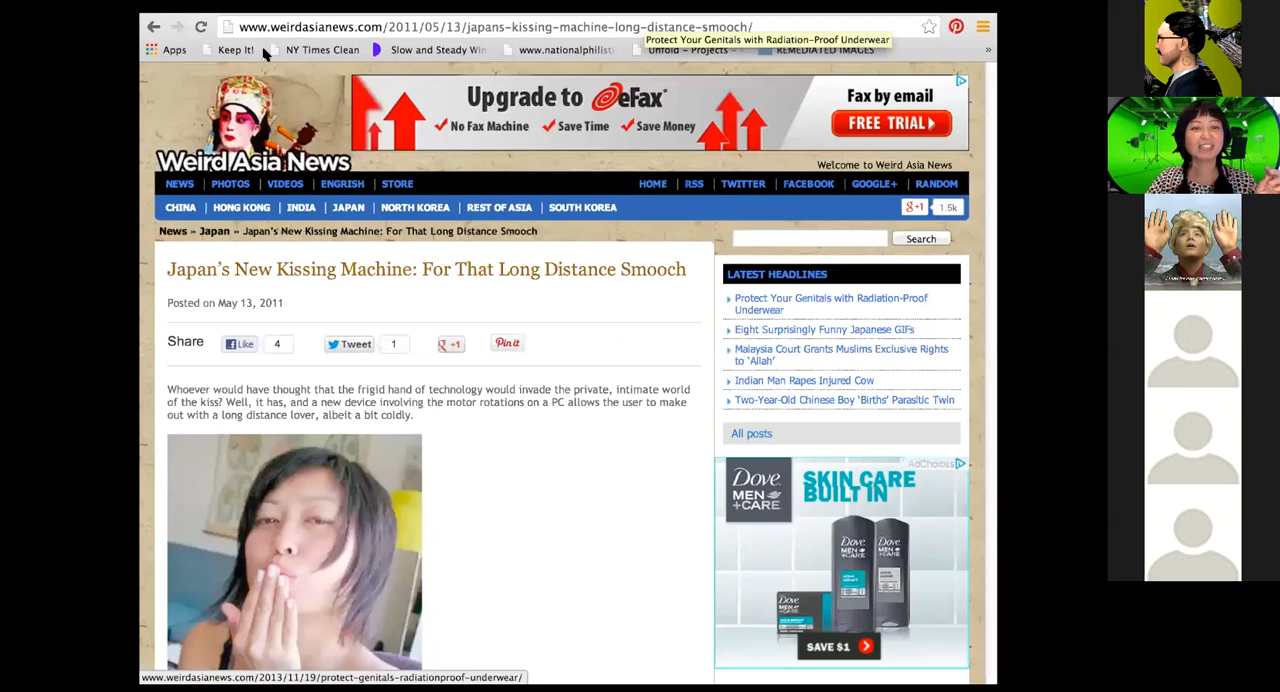 www.weirdasianews.com/2011/05/13/japans-kissing-machine-long-distance-smooch/
Protect Your Genitals with Radiation-Proof Underwear
Apps Keep It! NY Times Clean Slow and Steady Win www.nationalphilisti Unfold – Projects – REMEDIATED IMAGES »
Upgrade to eFax
No Fax Machine Save Time Save Money
Fax by email
FREE TRIAL
Weird Asia News
Welcome to Weird Asia News
NEWS | PHOTOS | VIDEOS | ENGRISH | STORE
HOME | RSS | TWITTER | FACEBOOK | GOOGLE+ | RANDOM
CHINA | HONG KONG | INDIA | JAPAN | NORTH KOREA | REST OF ASIA | SOUTH KOREA
g+1 1.5k
News » Japan » Japan's New Kissing Machine: For That Long Distance Smooch
Search
Japan's New Kissing Machine: For That Long Distance Smooch
Posted on May 13, 2011
Share Like 4 Tweet 1 g+1 Pin it
Whoever would have thought that the frigid hand of technology would invade the private, intimate world
of the kiss? Well, it has, and a new device involving the motor rotations on a PC allows the user to make
out with a long distance lover, albeit a bit coldly.
LATEST HEADLINES
Protect Your Genitals with Radiation-Proof
Underwear
Eight Surprisingly Funny Japanese GIFs
Malaysia Court Grants Muslims Exclusive Rights
to 'Allah'
Indian Man Rapes Injured Cow
Two-Year-Old Chinese Boy 'Births' Parasitic Twin
All posts
AdChoices
Dove
MEN
+CARE
SKIN CARE
BUILT IN
Dove
MEN
+CARE
Dove
MEN
+CARE
SAVE $1
www.weirdasianews.com/2013/11/19/protect-genitals-radiationproof-underwear/